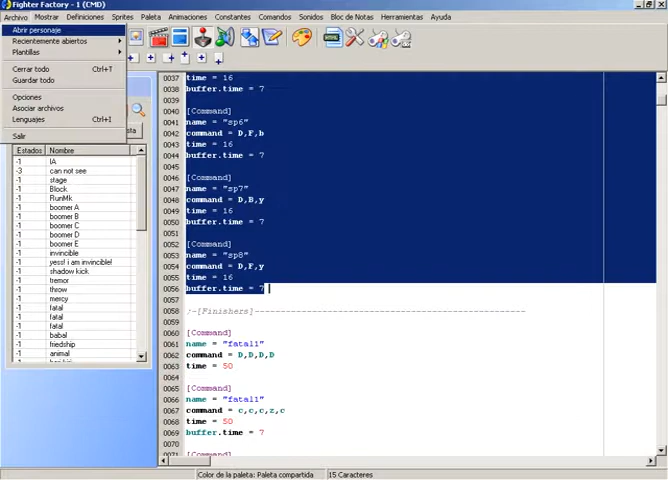 Fighter Factory - 1 (CMD)
Archivo Mostrar Definiciones Sprites Paleta Animaciones Constantes Comandos Sonidos Bloc de Notas Herramientas Ayuda
Abrir personaje
Recientemente abiertos
Plantillas
Cerrar todo Ctrl+T
Guardar todo
Opciones
Asociar archivos
Lenguajes Ctrl+I
Salir
sta
Estados Nombre
-1 IA
-3 can not see
-1 stage
-1 Block
-1 RunMk
-1 boomer A
-1 boomer B
-1 boomer C
-1 boomer D
-1 boomer E
-1 invincible
-1 yess! i am invincible!
-1 shadow kick
-1 tremor
-1 throw
-1 mercy
-1 fatal
-1 fatal
-1 fatal
-1 babal
-1 friendship
-1 animal
0037 time = 16
0038 buffer.time = 7
0039
0040 [Command]
0041 name = "sp6"
0042 command = D,F,b
0043 time = 16
0044 buffer.time = 7
0045
0046 [Command]
0047 name = "sp7"
0048 command = D,B,y
0049 time = 16
0050 buffer.time = 7
0051
0052 [Command]
0053 name = "sp8"
0054 command = D,F,y
0055 time = 16
0056 buffer.time = 7
0057
0058 ;-[Finishers]
0059
0060 [Command]
0061 name = "fatal1"
0062 command = D,D,D,D
0063 time = 50
0064
0065 [Command]
0066 name = "fatal1"
0067 command = c,c,c,z,c
0068 time = 50
0069 buffer.time = 7
0070
0071 [Command]
Color de la paleta: Paleta compartida 15 Caracteres